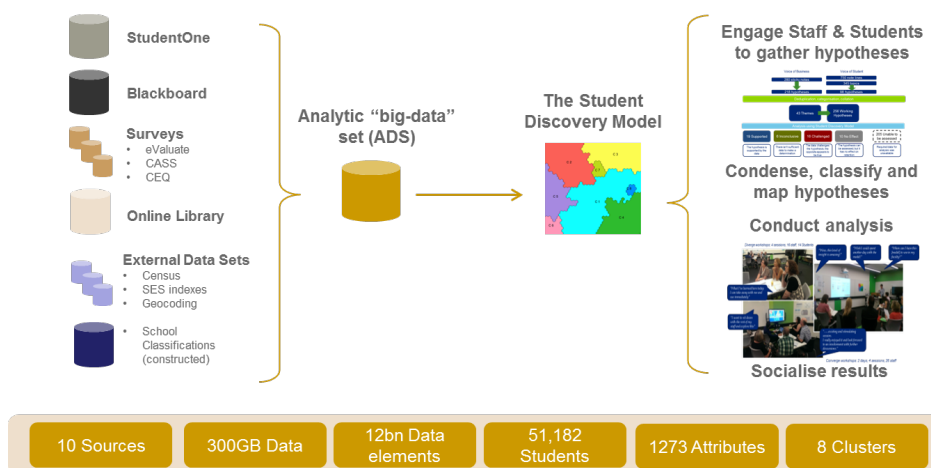 StudentOne
Blackboard
Surveys
• eValuate
• CASS
• CEQ
Online Library
External Data Sets
• Census
• SES indexes
• Geocoding
• School
Classifications
(constructed)
Analytic “big-data”
set (ADS)
The Student
Discovery Model
Engage Staff & Students
to gather hypotheses
Condense, classify and
map hypotheses
Conduct analysis
Socialise results
10 Sources
300GB Data
12bn Data
elements
51,182
Students
1273 Attributes
8 Clusters